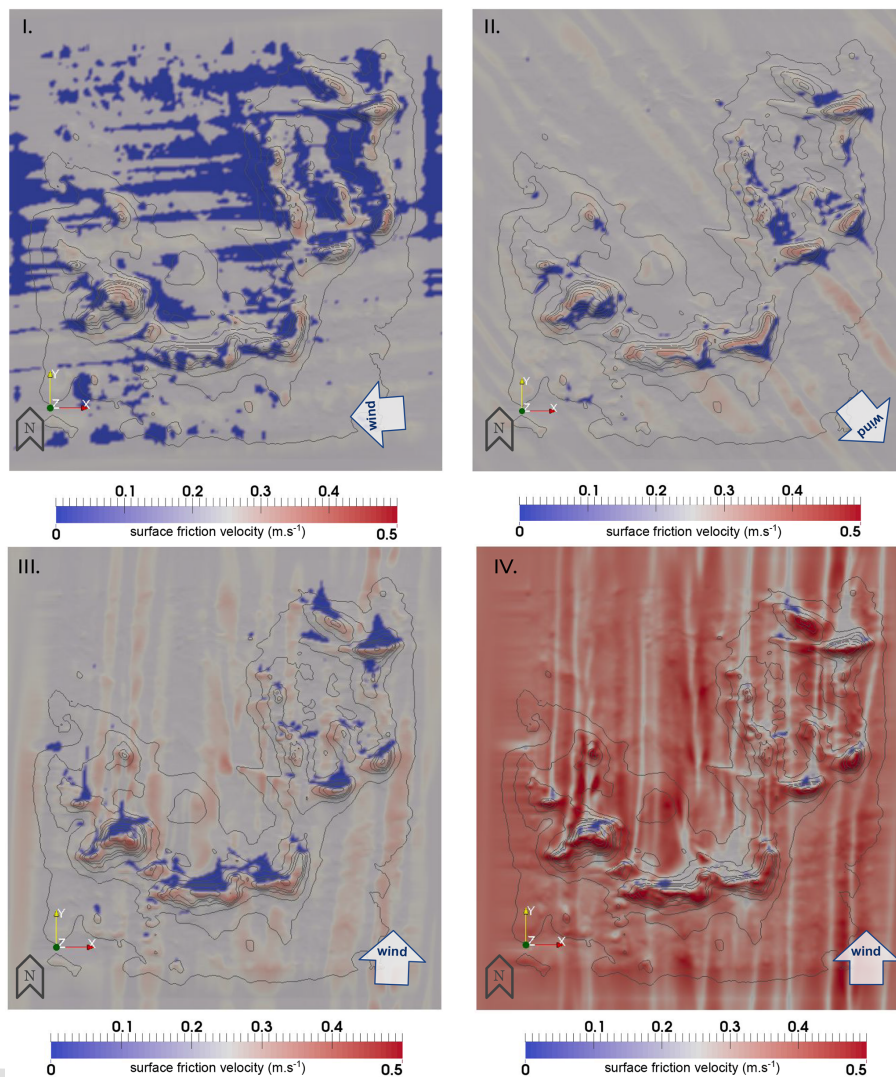 I.
II.
Y
Z
X
N
wind
Y
Z
X
N
wind
0.1 0.2 0.3 0.4
0 surface friction velocity (m.s-1) 0.5
0.1 0.2 0.3 0.4
0 surface friction velocity (m.s-1) 0.5
III.
IV.
Y
Z
X
N
wind
Y
Z
X
N
wind
0.1 0.2 0.3 0.4
0 surface friction velocity (m.s-1) 0.5
0.1 0.2 0.3 0.4
0 surface friction velocity (m.s-1) 0.5